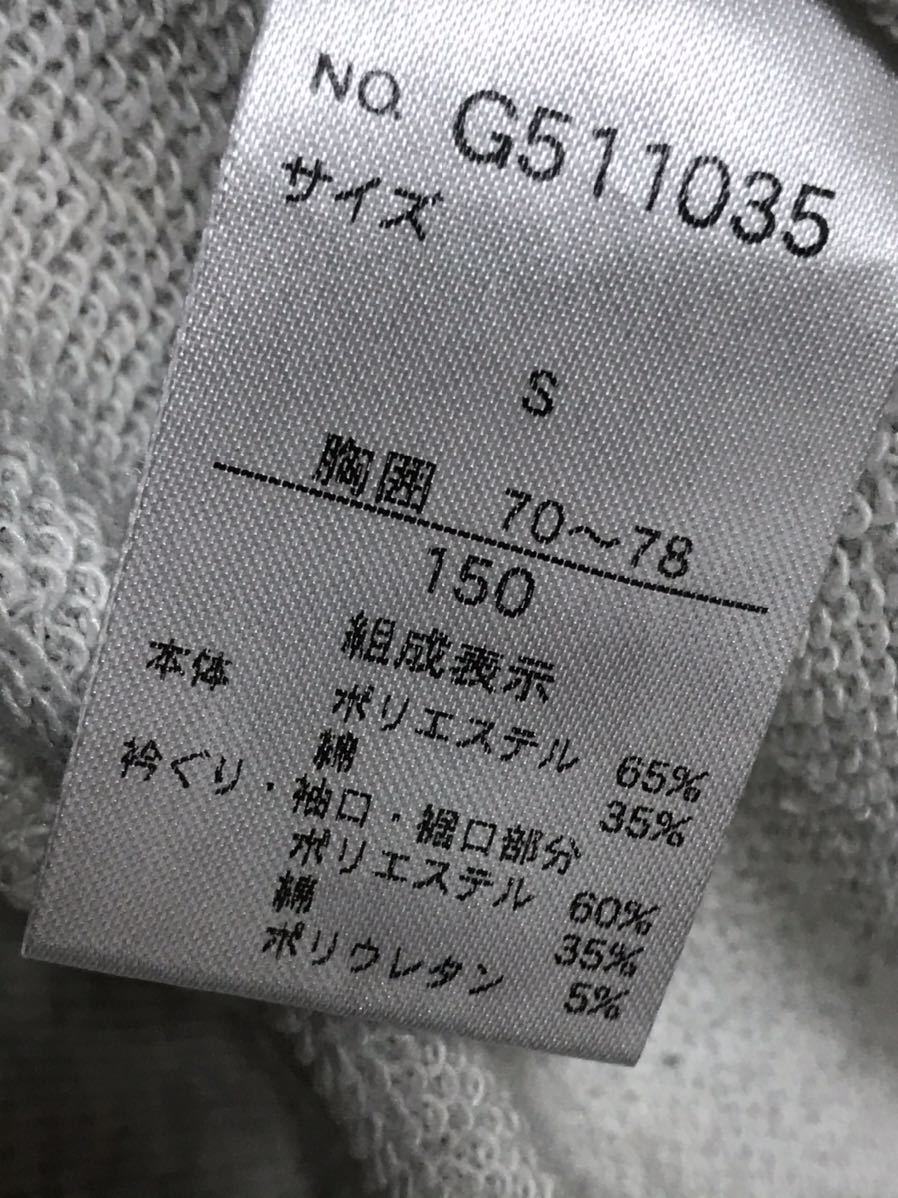 NO. G511035
サイズ
S
胸囲 70～78
150
組成表示
本体
ポリエステル 65%
綿 35%
衿ぐり・袖口・裾口部分
ポリエステル 60%
綿 35%
ポリウレタン 5%